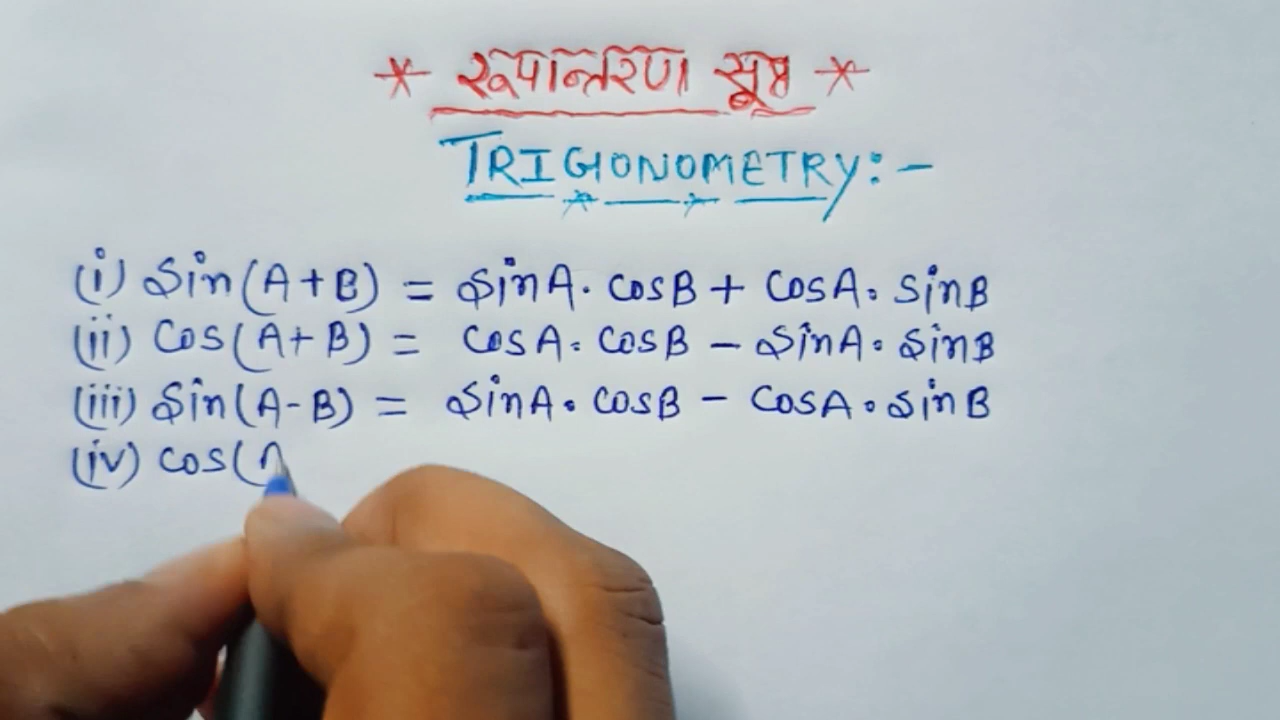 * रूपान्तरण सूत्र *
TRIGONOMETRY: -
(i) Sin(A+B) = SinA. cosB + cosA. sinB
(ii) Cos(A+B) = cosA. cosB - SinA. SinB
(iii) Sin(A-B) = SinA. cosB - cosA. SinB
(iv) cos(A